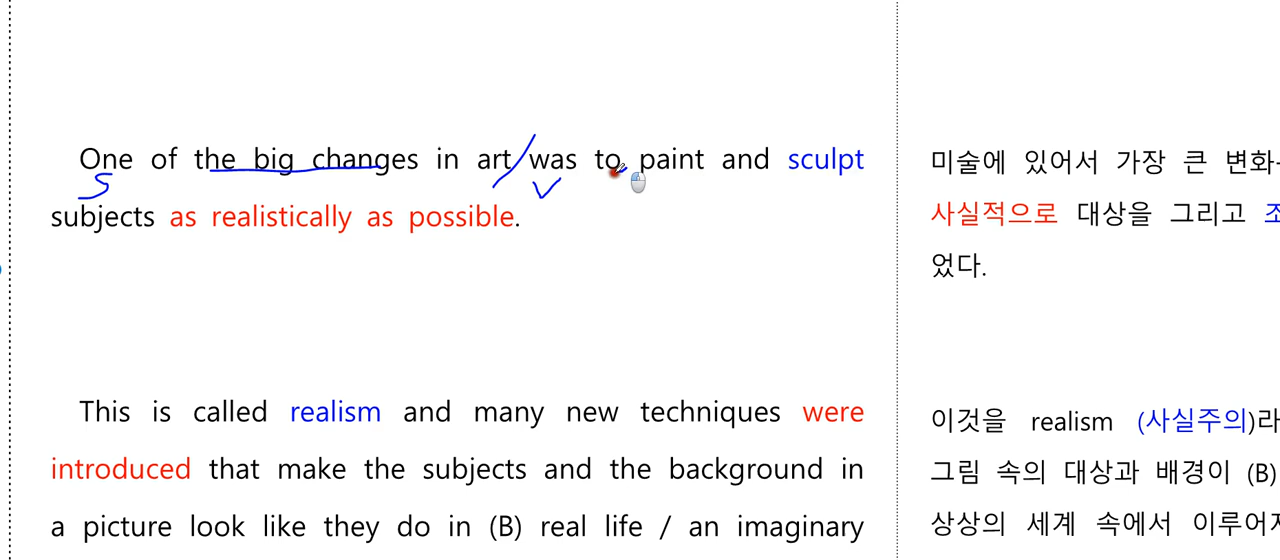 One of the big changes in art / was to paint and sculpt
S V
subjects as realistically as possible.
This is called realism and many new techniques were
introduced that make the subjects and the background in
a picture look like they do in (B) real life / an imaginary
미술에 있어서 가장 큰 변화
사실적으로 대상을 그리고
었다.
이것을 realism (사실주의)라
그림 속의 대상과 배경이 (B)
상상의 세계 속에서